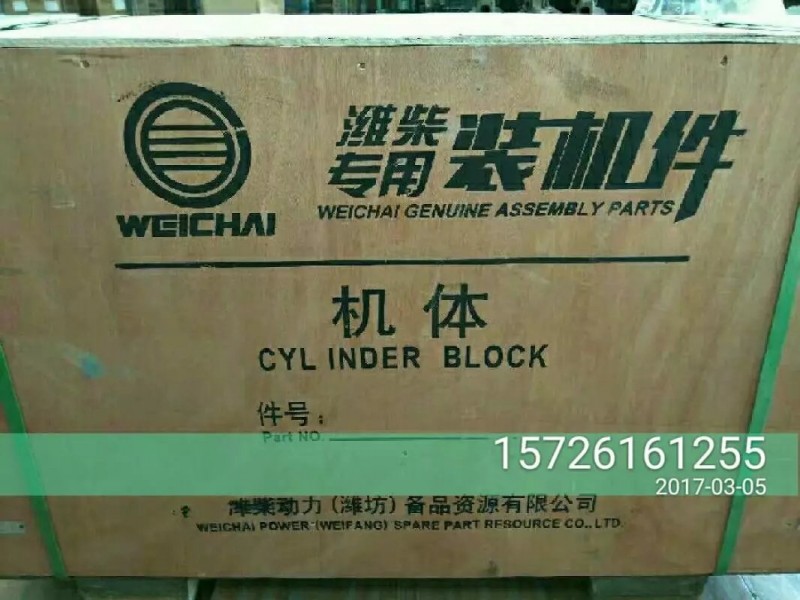 WEICHAI
潍柴
专用
装机件
WEICHAI GENUINE ASSEMBLY PARTS
机体
CYLINDER BLOCK
件号：
Part NO.
15726161255
2017-03-05
潍柴动力(潍坊)备品资源有限公司
WEICHAI POWER (WEIFANG) SPARE PART RESOURCE CO., LTD.